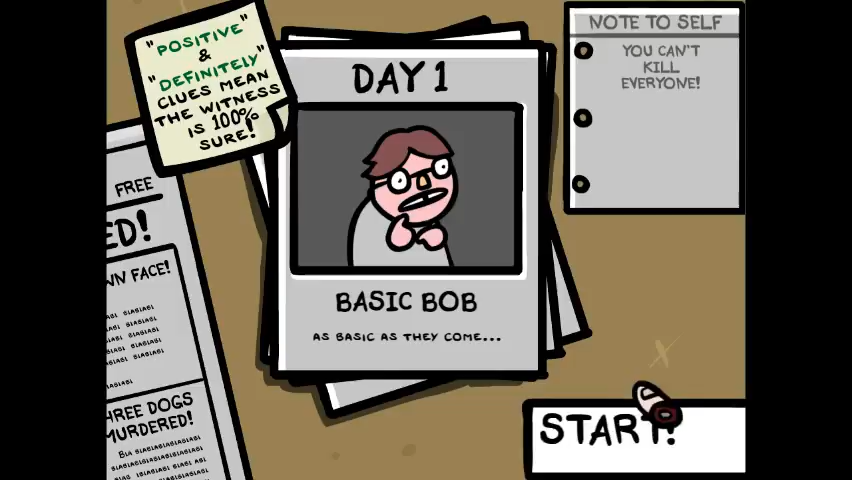 "POSITIVE"
&
"DEFINITELY"
CLUES MEAN
THE WITNESS
IS 100%
SURE!
DAY 1
BASIC BOB
AS BASIC AS THEY COME...
NOTE TO SELF
YOU CAN'T
KILL
EVERYONE!
FREE
ED!
WN FACE!
HREE DOGS
MURDERED!
START!